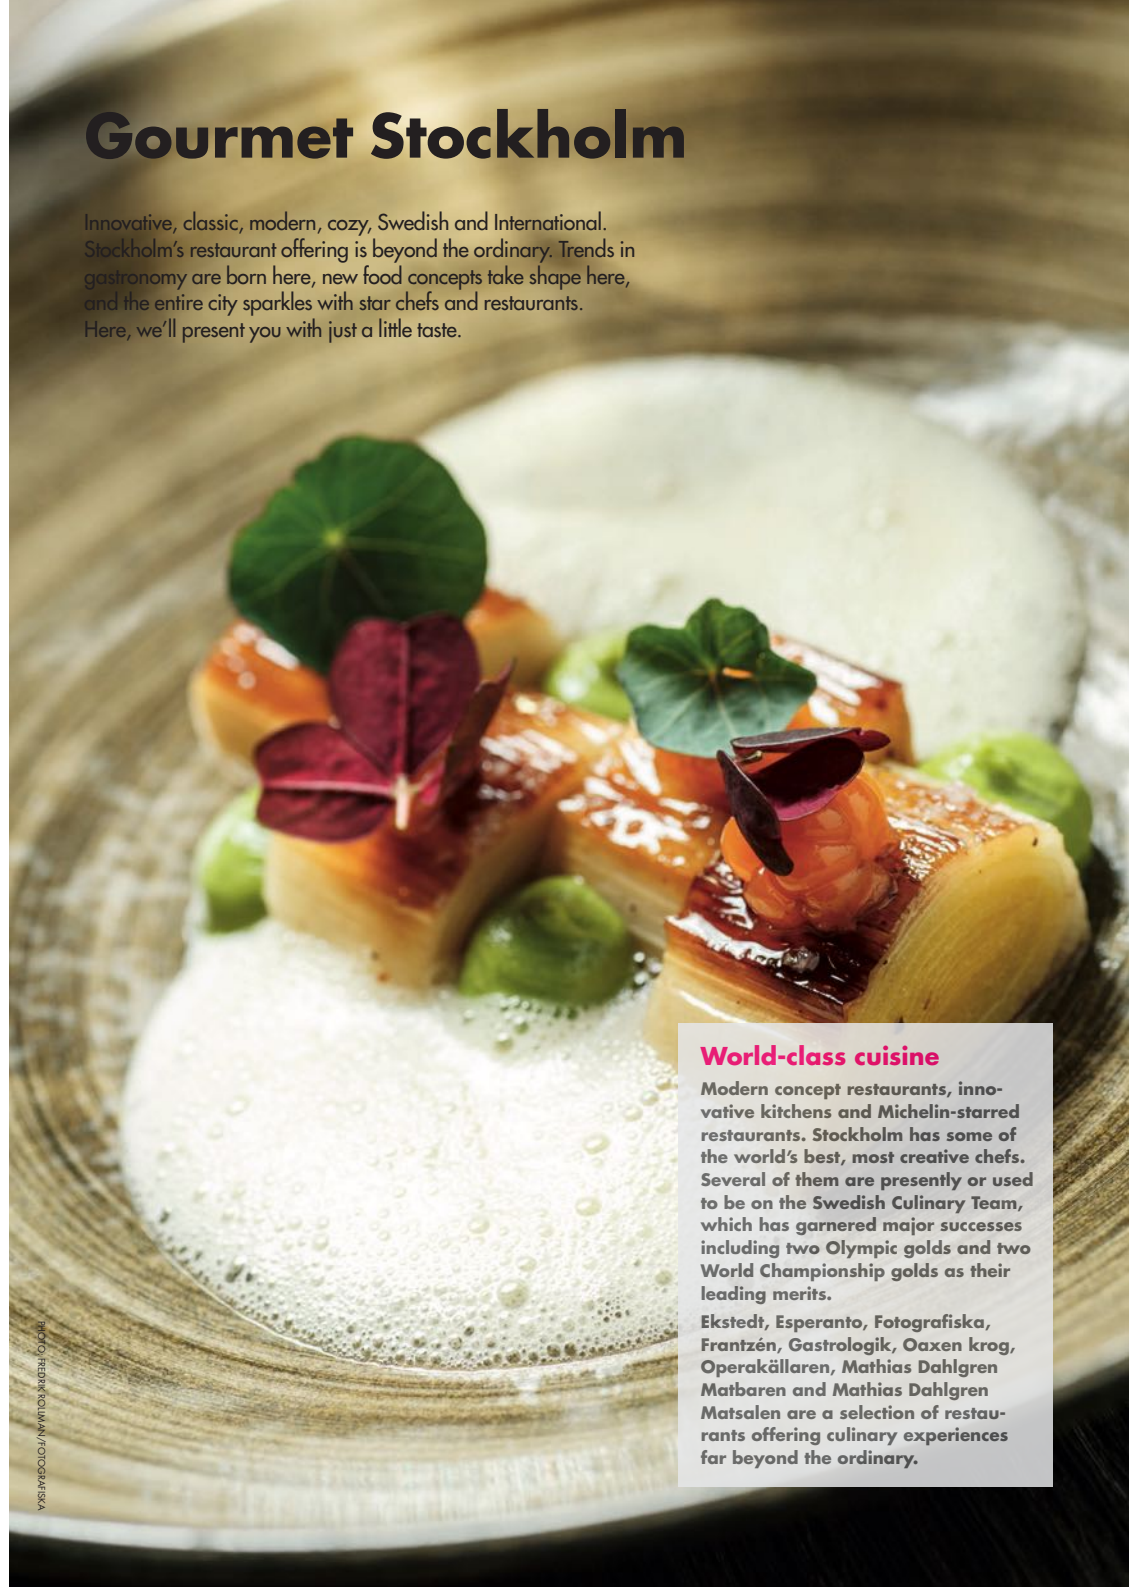 Gourmet Stockholm
Innovative, classic, modern, cozy, Swedish and International.
Stockholm's restaurant offering is beyond the ordinary. Trends in
gastronomy are born here, new food concepts take shape here,
and the entire city sparkles with star chefs and restaurants.
Here, we'll present you with just a little taste.
World-class cuisine
Modern concept restaurants, inno-
vative kitchens and Michelin-starred
restaurants. Stockholm has some of
the world's best, most creative chefs.
Several of them are presently or used
to be on the Swedish Culinary Team,
which has garnered major successes
including two Olympic golds and two
World Championship golds as their
leading merits.
Ekstedt, Esperanto, Fotografiska,
Frantzén, Gastrologik, Oaxen krog,
Operakällaren, Mathias Dahlgren
Matbaren and Mathias Dahlgren
Matsalen are a selection of restau-
rants offering culinary experiences
far beyond the ordinary.
PHOTO: FREDRIK ROLLMAN/FOTOGRAFISKA